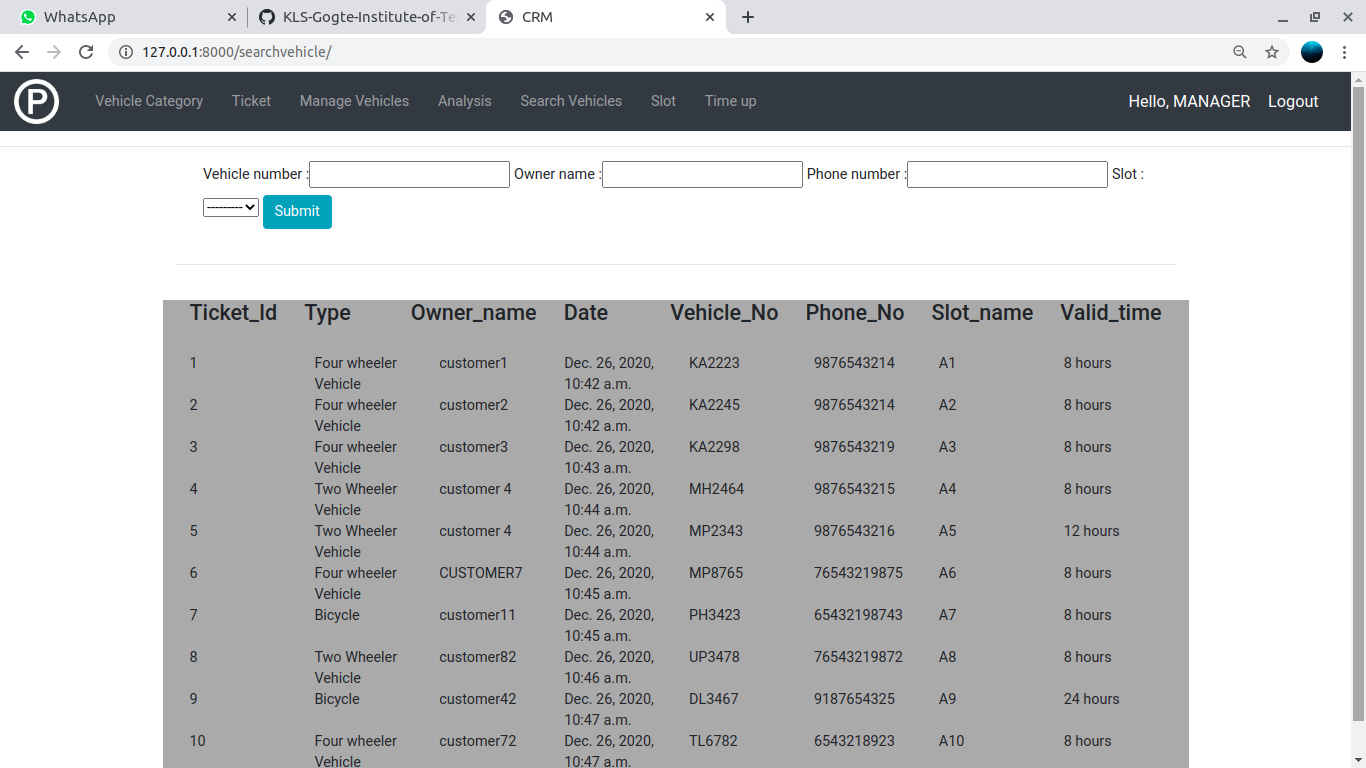 WhatsApp
KLS-Gogte-Institute-of-Te
CRM
127.0.0.1:8000/searchvehicle/
P Vehicle Category Ticket Manage Vehicles Analysis Search Vehicles Slot Time up Hello, MANAGER Logout
Vehicle number : Owner name : Phone number : Slot :
--------- Submit
Ticket_Id Type Owner_name Date Vehicle_No Phone_No Slot_name Valid_time
1 Four wheeler customer1 Dec. 26, 2020, KA2223 9876543214 A1 8 hours
Vehicle 10:42 a.m.
2 Four wheeler customer2 Dec. 26, 2020, KA2245 9876543214 A2 8 hours
Vehicle 10:42 a.m.
3 Four wheeler customer3 Dec. 26, 2020, KA2298 9876543219 A3 8 hours
Vehicle 10:43 a.m.
4 Two Wheeler customer 4 Dec. 26, 2020, MH2464 9876543215 A4 8 hours
Vehicle 10:44 a.m.
5 Two Wheeler customer 4 Dec. 26, 2020, MP2343 9876543216 A5 12 hours
Vehicle 10:44 a.m.
6 Four wheeler CUSTOMER7 Dec. 26, 2020, MP8765 76543219875 A6 8 hours
Vehicle 10:45 a.m.
7 Bicycle customer11 Dec. 26, 2020, PH3423 65432198743 A7 8 hours
10:45 a.m.
8 Two Wheeler customer82 Dec. 26, 2020, UP3478 76543219872 A8 8 hours
Vehicle 10:46 a.m.
9 Bicycle customer42 Dec. 26, 2020, DL3467 9187654325 A9 24 hours
10:47 a.m.
10 Four wheeler customer72 Dec. 26, 2020, TL6782 6543218923 A10 8 hours
Vehicle 10:47 a.m.